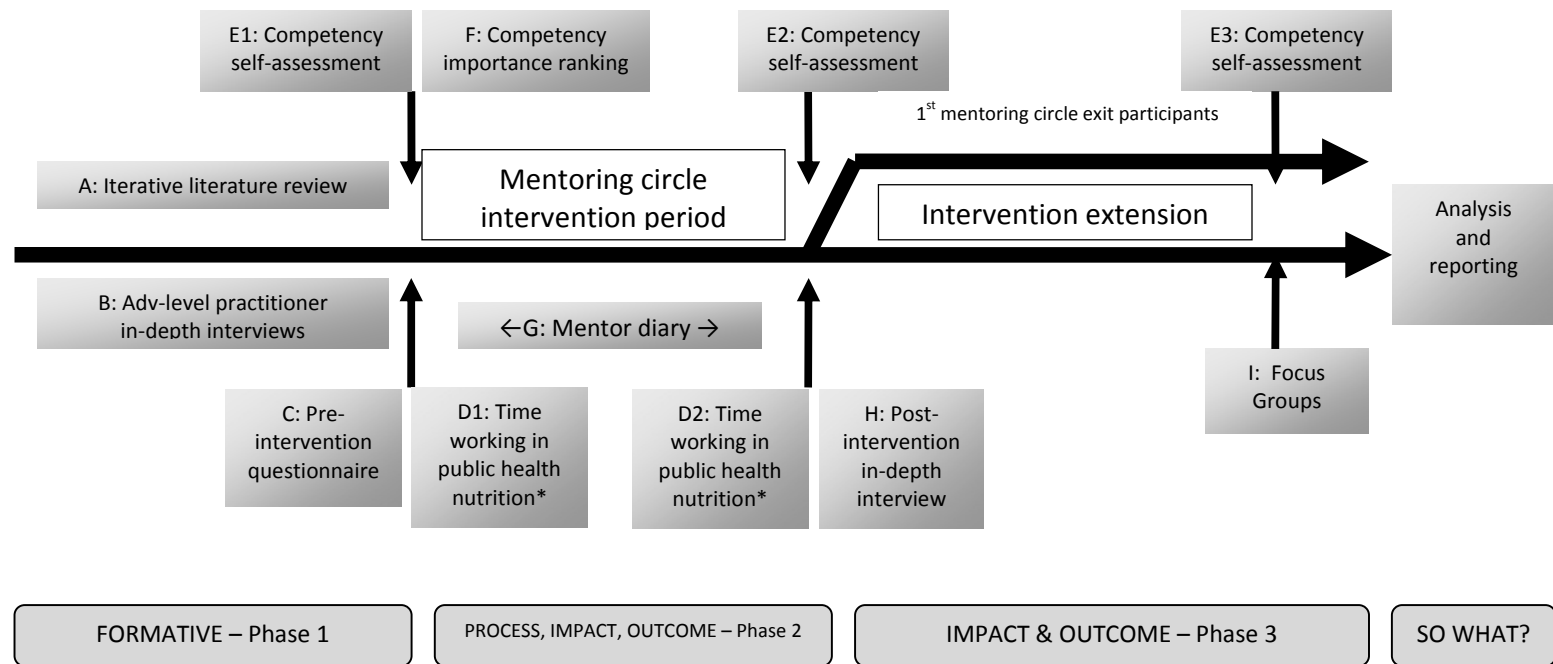 E1: Competency
self-assessment
F: Competency
importance ranking
E2: Competency
self-assessment
E3: Competency
self-assessment
1st mentoring circle exit participants
A: Iterative literature review
Mentoring circle
intervention period
Intervention extension
Analysis
and
reporting
B: Adv-level practitioner
in-depth interviews
←G: Mentor diary →
C: Pre-
intervention
questionnaire
D1: Time
working in
public health
nutrition*
D2: Time
working in
public health
nutrition*
H: Post-
intervention
in-depth
interview
I: Focus
Groups
FORMATIVE – Phase 1
PROCESS, IMPACT, OUTCOME – Phase 2
IMPACT & OUTCOME – Phase 3
SO WHAT?